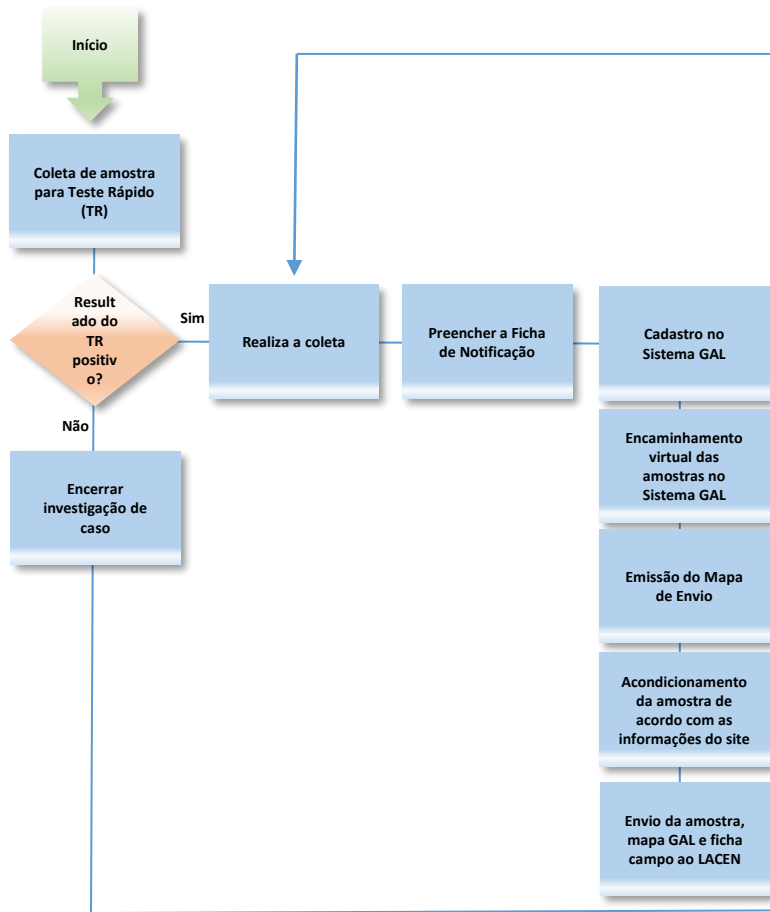 Início
Coleta de amostra
para Teste Rápido
(TR)
Result
ado do
TR
positiv
o?
Sim
Não
Realiza a coleta
Preencher a Ficha
de Notificação
Cadastro no
Sistema GAL
Encerrar
investigação de
caso
Encaminhamento
virtual das
amostras no
Sistema GAL
Emissão do Mapa
de Envio
Acondicionamento
da amostra de
acordo com as
informações do site
Envio da amostra,
mapa GAL e ficha
campo ao LACEN